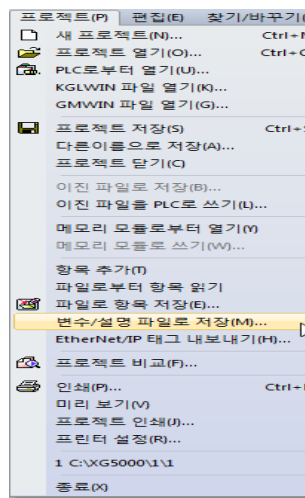 프로젝트(P) 편집(E) 찾기/바꾸기(
새 프로젝트(N)... Ctrl+N
프로젝트 열기(O)... Ctrl+O
PLC로부터 열기(U)...
KGLWIN 파일 열기(K)...
GMWIN 파일 열기(G)...
프로젝트 저장(S) Ctrl+S
다른이름으로 저장(A)...
프로젝트 닫기(C)
이진 파일로 저장(B)...
이진 파일을 PLC로 쓰기(L)...
메모리 모듈로부터 열기(Y)
메모리 모듈로 쓰기(W)...
항목 추가(T)
파일로부터 항목 읽기
파일로 항목 저장(E)...
변수/설명 파일로 저장(M)...
EtherNet/IP 태그 내보내기(H)...
프로젝트 비교(F)...
인쇄(P)... Ctrl+
미리 보기(V)
프로젝트 인쇄(J)...
프린터 설정(R)...
1 C:\XG5000\1\1
종료(X)